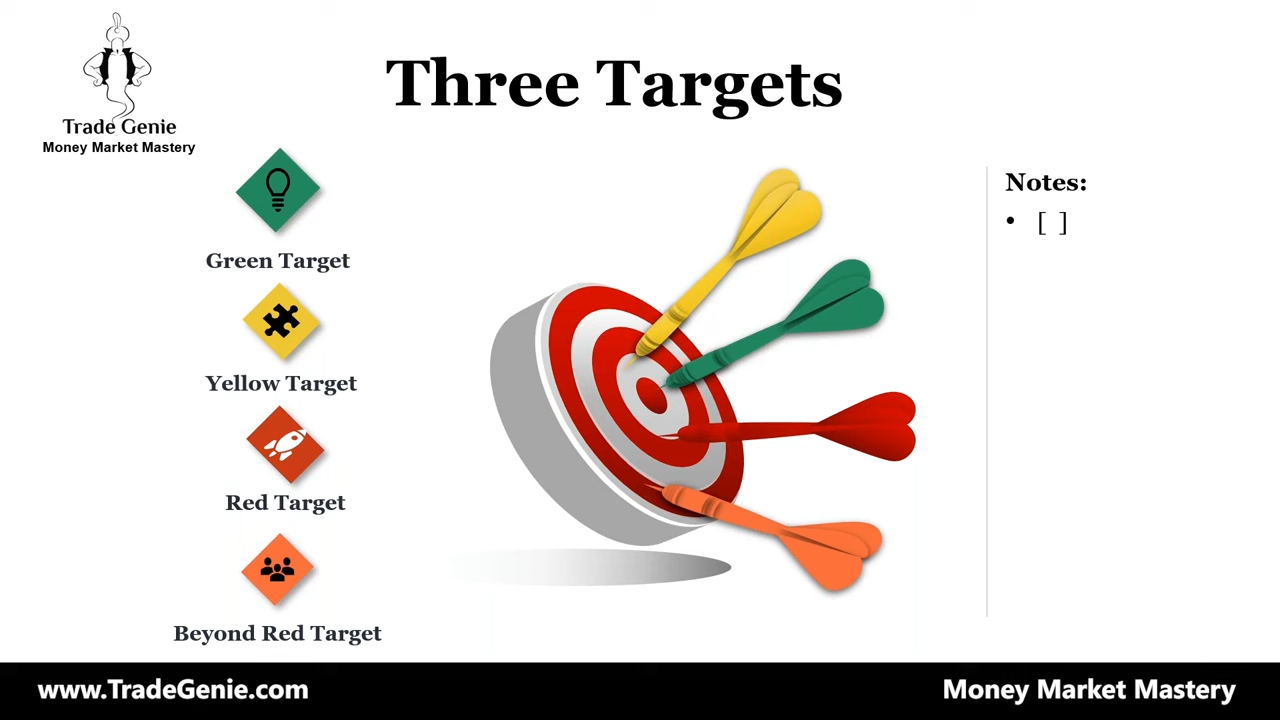 Trade Genie
Money Market Mastery
Three Targets
Green Target
Yellow Target
Red Target
Beyond Red Target
Notes:
• [ ]
www.TradeGenie.com
Money Market Mastery